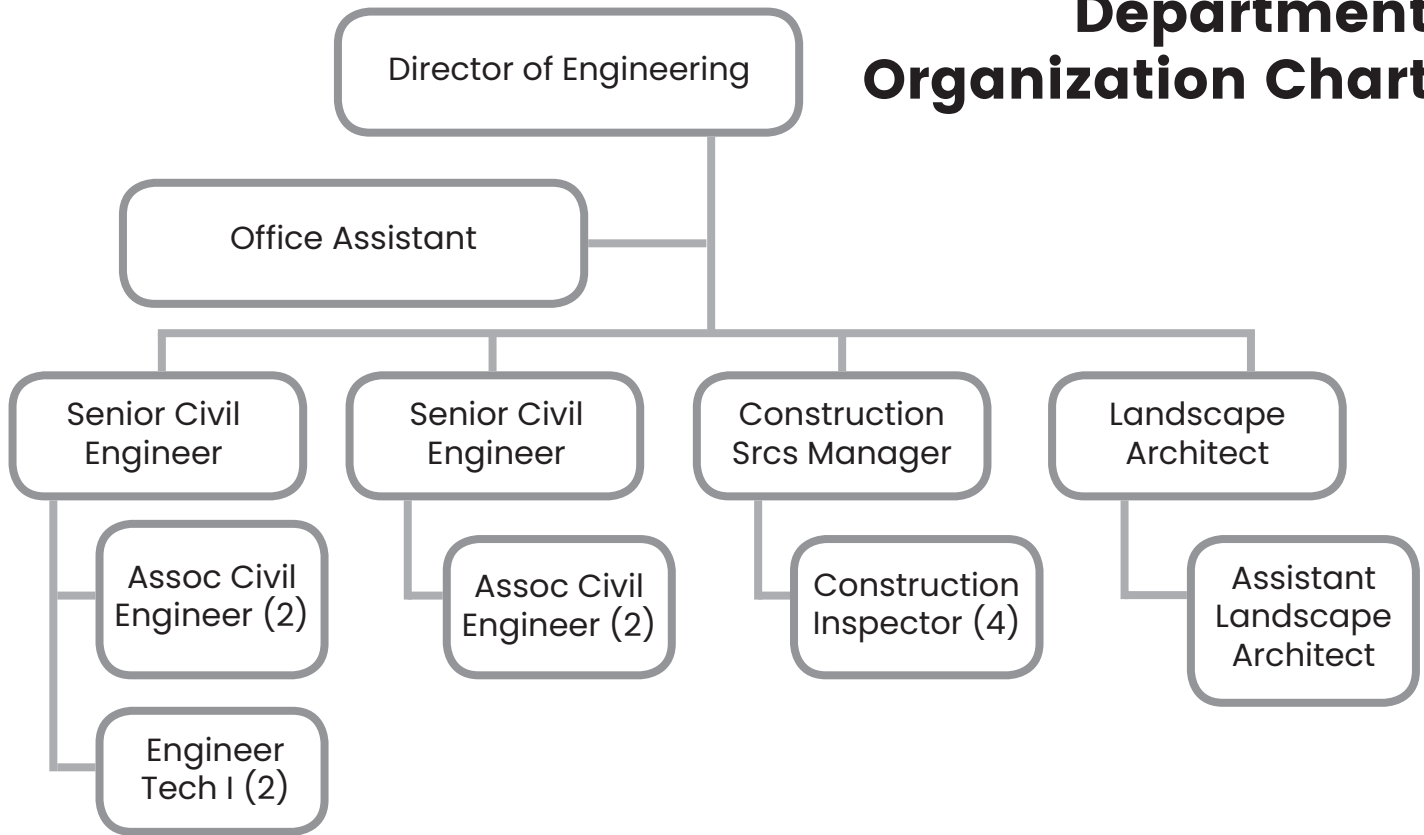 Department
Organization Chart
Director of Engineering
Office Assistant
Senior Civil
Engineer
Senior Civil
Engineer
Construction
Srcs Manager
Landscape
Architect
Assoc Civil
Engineer (2)
Assoc Civil
Engineer (2)
Construction
Inspector (4)
Assistant
Landscape
Architect
Engineer
Tech I (2)